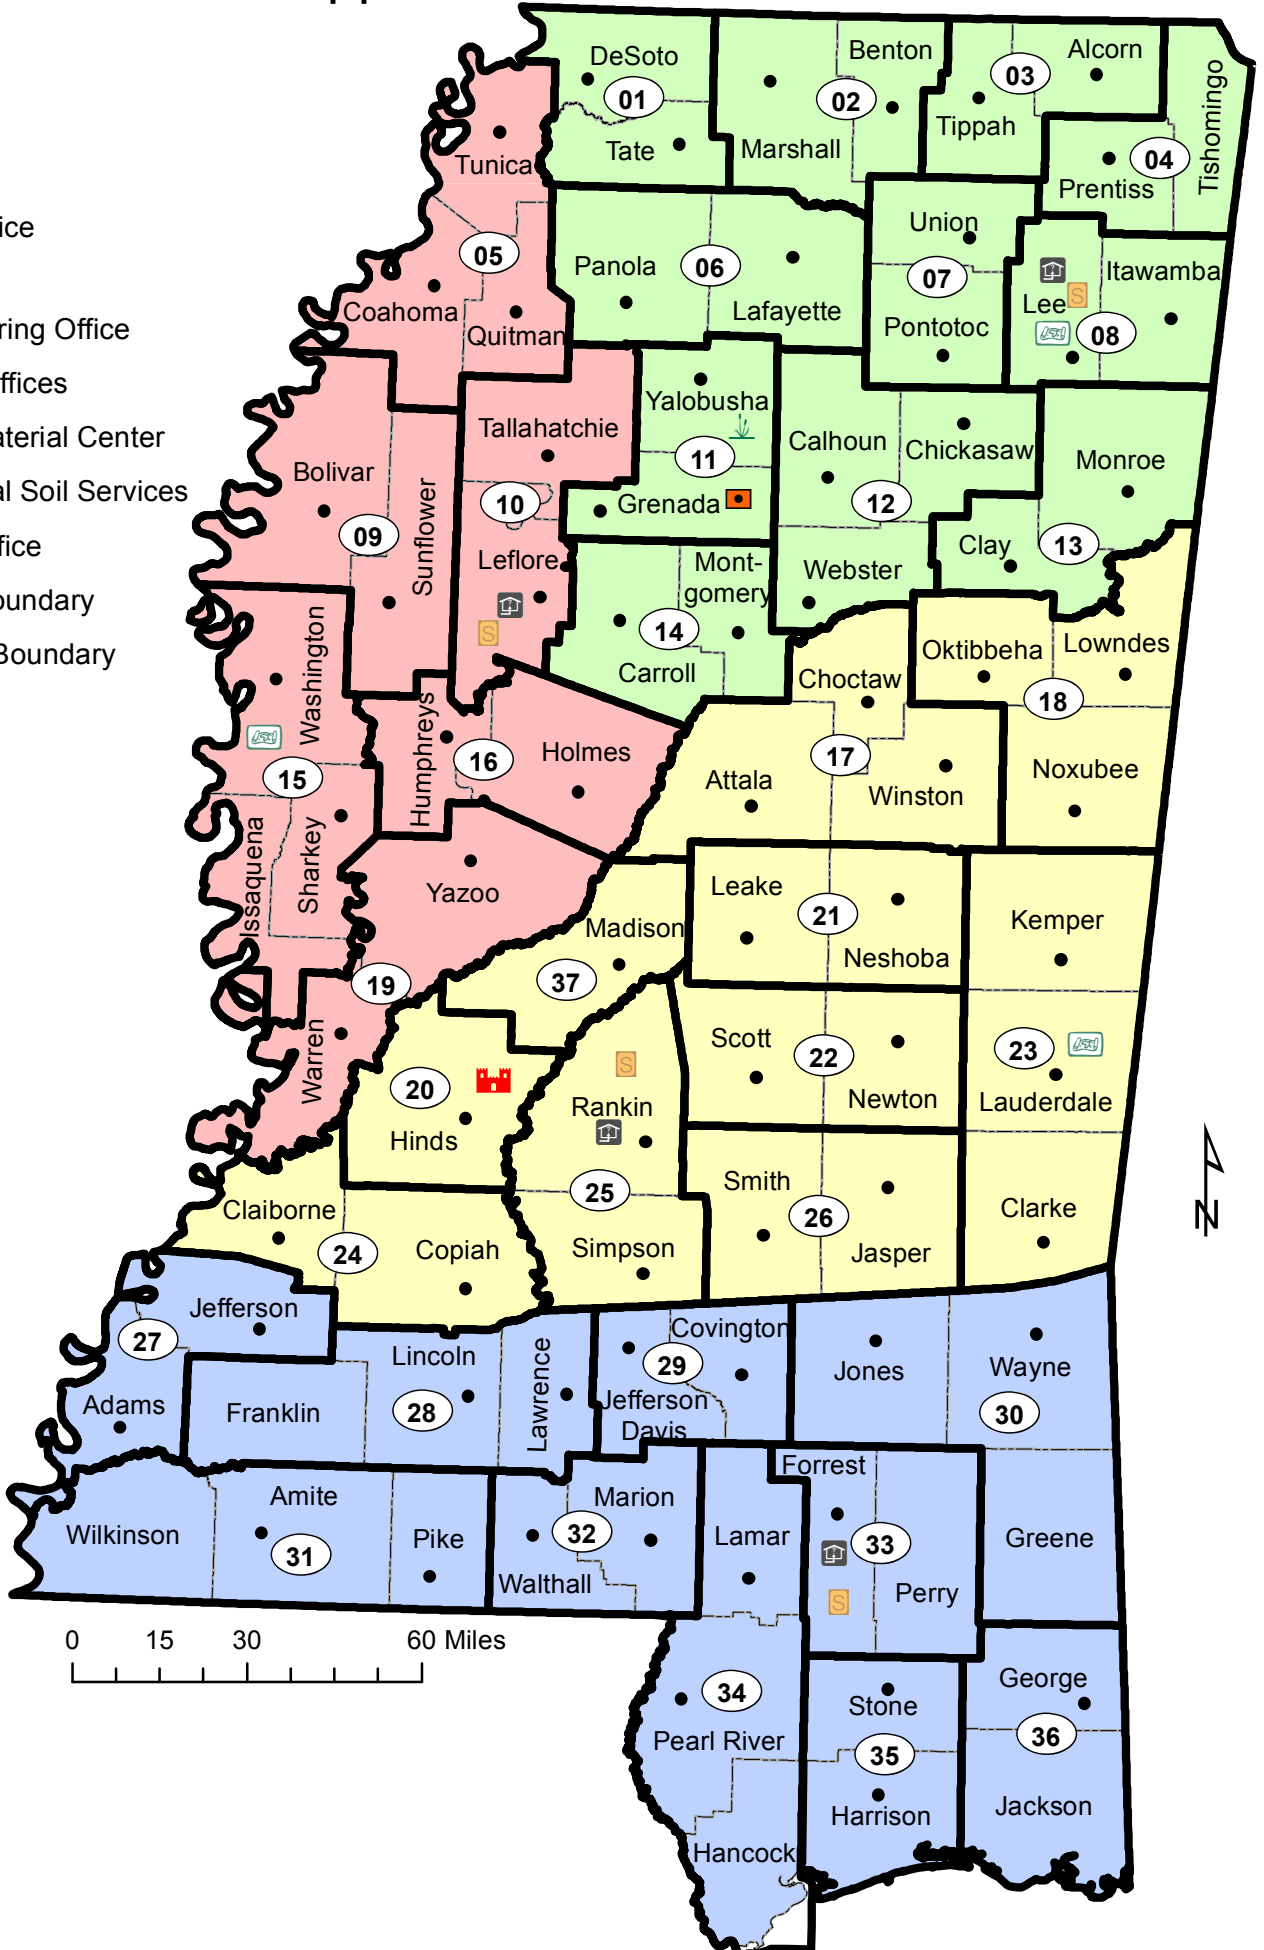 DeSoto
Benton
Alcorn
01
02
03
Tishomingo
Tippah
Tunica
Tate
Marshall
04
Prentiss
ice
Union
05
Panola
06
07
Itawamba
Coahoma
Lafayette
Lee
ring Office
Quitman
Pontotoc
08
ffices
Yalobusha
aterial Center
Tallahatchie
Calhoun
Chickasaw
11
Monroe
Bolivar
al Soil Services
10
Grenada
12
09
Sunflower
fice
Clay
13
Leflore
Mont-
gomery
Webster
oundary
14
S
Oktibbeha
Lowndes
Boundary
Washington
Carroll
Choctaw
18
Humphreys
16
Holmes
17
15
Attala
Winston
Noxubee
Issaquena
Sharkey
Yazoo
Leake
21
Kemper
Madison
Neshoba
19
37
Warren
Scott
22
23
S
20
Rankin
Newton
Lauderdale
Hinds
25
Smith
26
Claiborne
Clarke
24
Copiah
Simpson
Jasper
Jefferson
27
Lincoln
Lawrence
Covington
29
Jones
Wayne
Adams
Franklin
28
Jefferson
Davis
30
Forrest
Amite
Marion
Wilkinson
31
Pike
32
Lamar
33
Greene
Walthall
S
Perry
0 15 30 60 Miles
34
George
Stone
Pearl River
35
36
Harrison
Jackson
Hancock
N
S